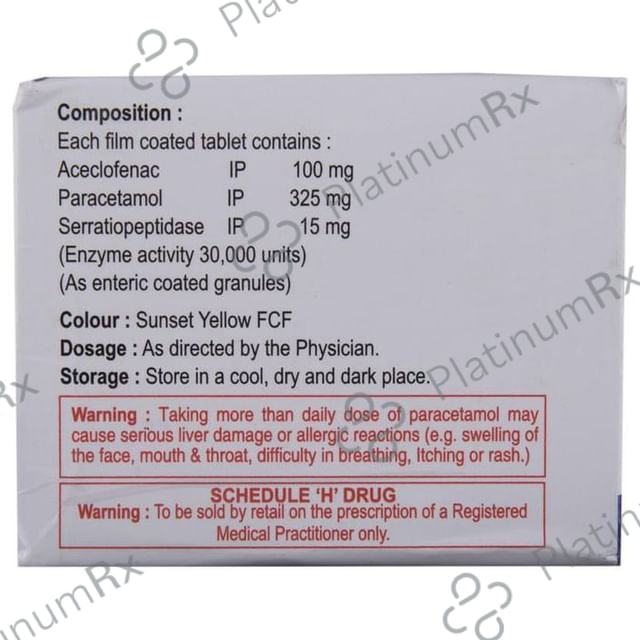 PlatinumRx
Composition :
Each film coated tablet contains :
Aceclofenac IP 100 mg
Paracetamol IP 325 mg
Serratiopeptidase IP 15 mg
(Enzyme activity 30,000 units)
(As enteric coated granules)
Colour : Sunset Yellow FCF
Dosage : As directed by the Physician.
Storage : Store in a cool, dry and dark place.
Warning : Taking more than daily dose of paracetamol may
cause serious liver damage or allergic reactions (e.g. swelling of
the face, mouth & throat, difficulty in breathing, Itching or rash.)
SCHEDULE 'H' DRUG
Warning : To be sold by retail on the prescription of a Registered
Medical Practitioner only.
PlatinumRx